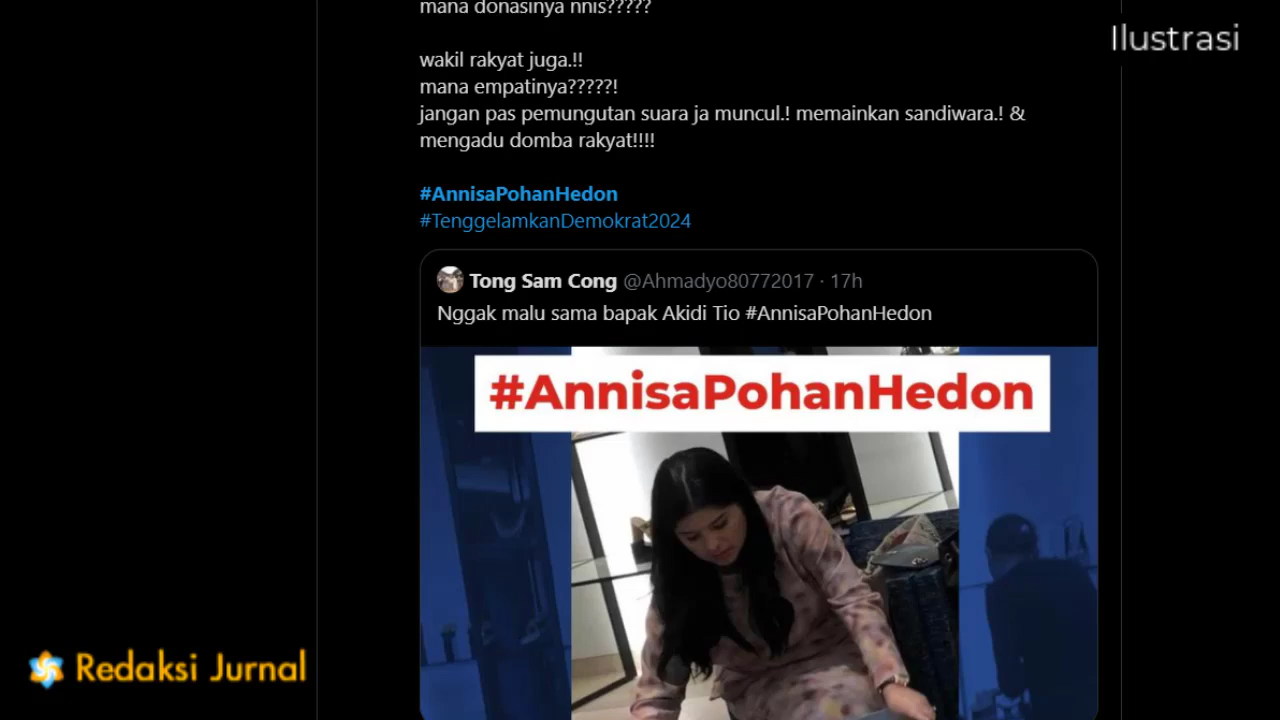 mana donasinya nnis?????
Ilustrasi
wakil rakyat juga.!!
mana empatinya?????!
jangan pas pemungutan suara ja muncul.! memainkan sandiwara.! &
mengadu domba rakyat!!!!
#AnnisaPohanHedon
#TenggelamkanDemokrat2024
Tong Sam Cong @Ahmadyo80772017 · 17h
Nggak malu sama bapak Akidi Tio #AnnisaPohanHedon
#AnnisaPohanHedon
Redaksi Jurnal